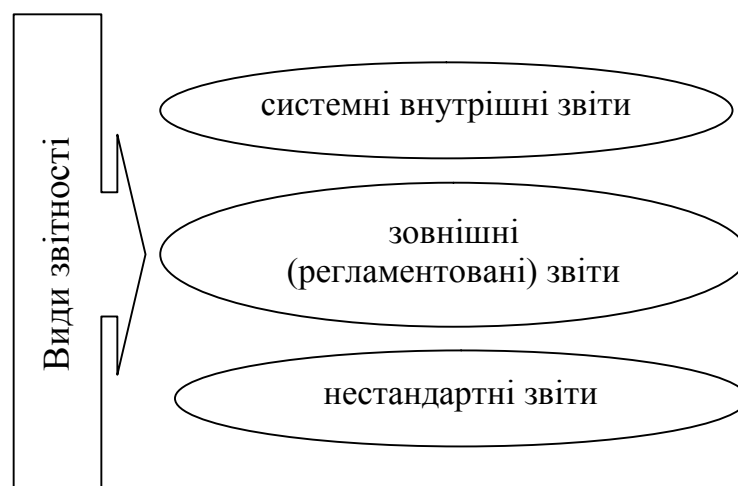 Види звітності
системні внутрішні звіти
зовнішні
(регламентовані) звіти
нестандартні звіти